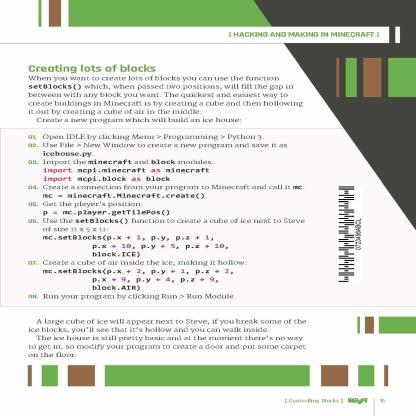 [ HACKING AND MAKING IN MINECRAFT ]
Creating lots of blocks
When you want to create lots of blocks you can use the function
setBlocks() which, when passed two positions, will fill the gap in
between with any block you want. The quickest and easiest way to
create buildings in Minecraft is by creating a cube and then hollowing
it out by creating a cube of air in the middle.
Create a new program which will build an ice house:
01. Open IDLE by clicking Menu > Programming > Python 3.
02. Use File > New Window to create a new program and save it as
icehouse.py.
03. Import the minecraft and block modules.
import mcpi.minecraft as minecraft
import mcpi.block as block
04. Create a connection from your program to Minecraft and call it mc.
mc = minecraft.Minecraft.create()
05. Get the player's position:
p = mc.player.getTilePos()
06. Use the setBlocks() function to create a cube of ice next to Steve
of size 11 x 5 x 11:
mc.setBlocks(p.x + 1, p.y, p.z + 1,
p.x + 10, p.y + 5, p.z + 10,
block.ICE)
07. Create a cube of air inside the ice, making it hollow:
mc.setBlocks(p.x + 2, p.y + 1, p.z + 2,
p.x + 9, p.y + 4, p.z + 9,
block.AIR)
08. Run your program by clicking Run > Run Module.
A large cube of ice will appear next to Steve, if you break some of the
ice blocks, you'll see that it's hollow and you can walk inside.
The ice house is still pretty basic and at the moment there's no way
to get in, so modify your program to create a door and put some carpet
on the floor:
[ Controlling Blocks ]